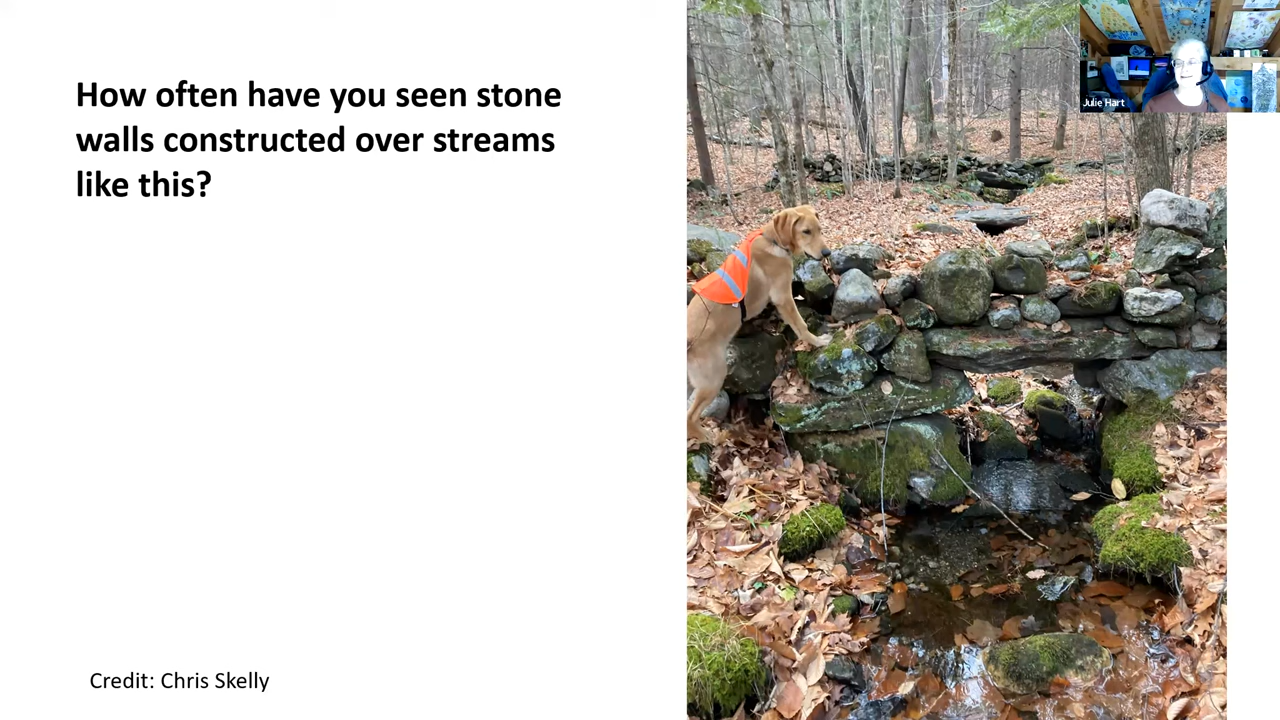 How often have you seen stone
walls constructed over streams
like this?
Julie Hart
Credit: Chris Skelly